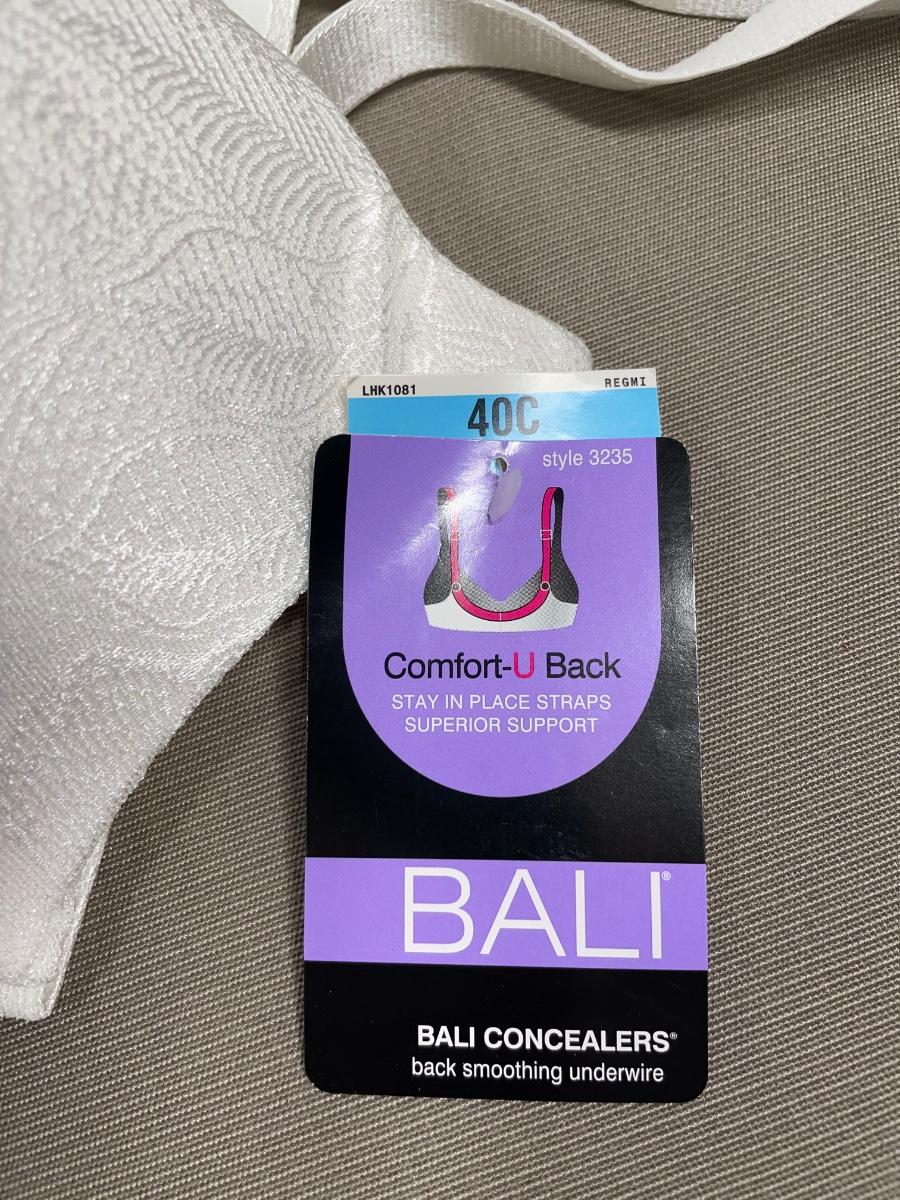 LHK1081 REGMI
40C
style 3235
Comfort-U Back
STAY IN PLACE STRAPS
SUPERIOR SUPPORT
BALI®
BALI CONCEALERS®
back smoothing underwire